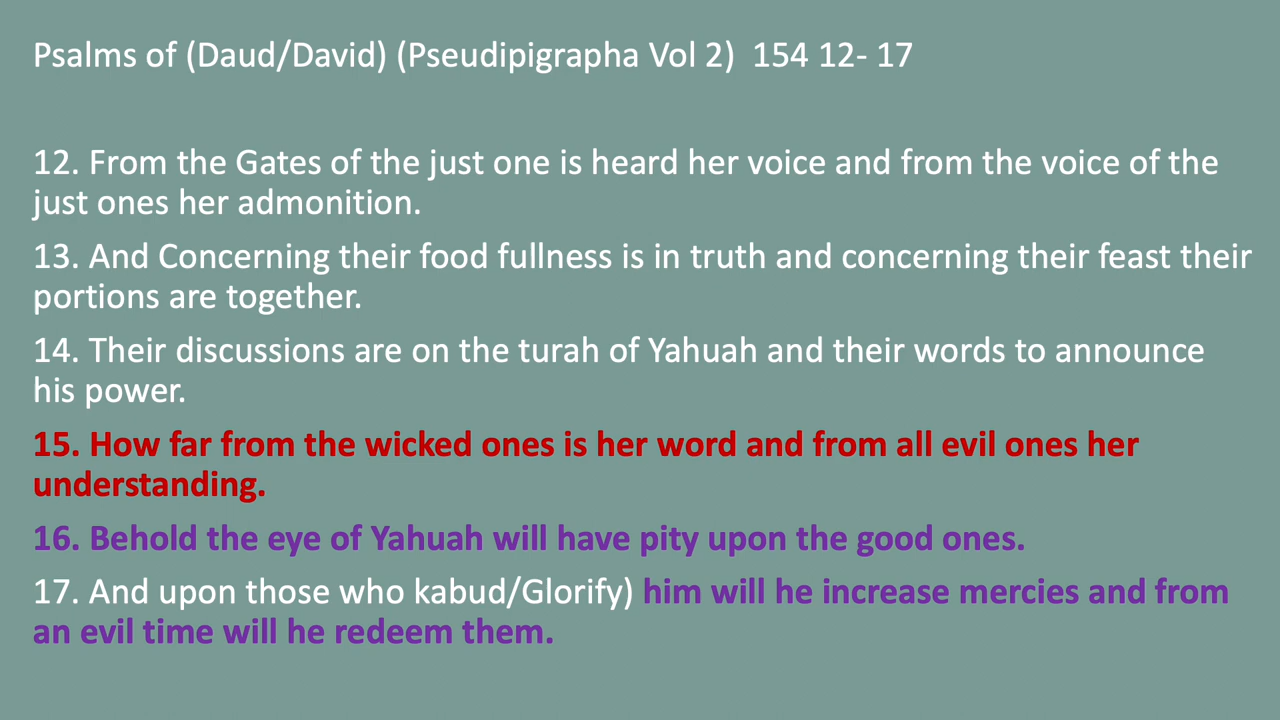 Psalms of (Daud/David) (Pseudipigrapha Vol 2)  154 12- 17
12. From the Gates of the just one is heard her voice and from the voice of the
just ones her admonition.
13. And Concerning their food fullness is in truth and concerning their feast their
portions are together.
14. Their discussions are on the turah of Yahuah and their words to announce
his power.
15. How far from the wicked ones is her word and from all evil ones her
understanding.
16. Behold the eye of Yahuah will have pity upon the good ones.
17. And upon those who kabud/Glorify) him will he increase mercies and from
an evil time will he redeem them.